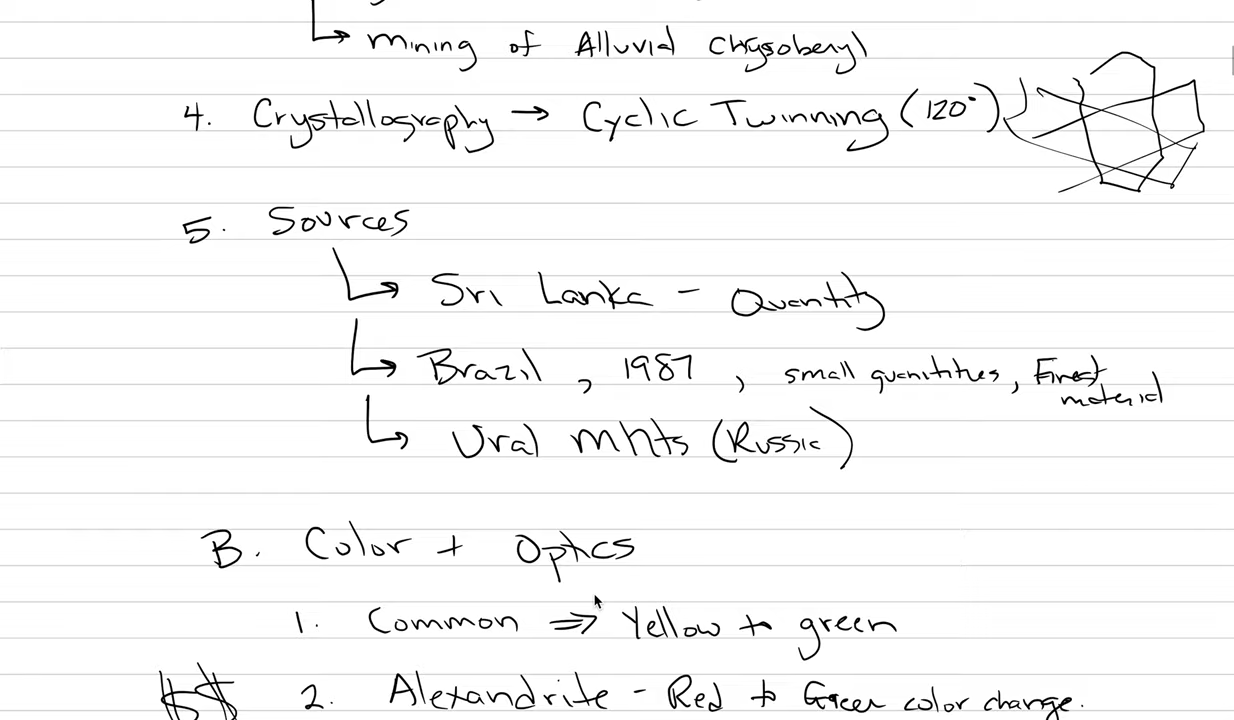 mining of Alluvial chrysoberyl
4. Crystallography → Cyclic Twinning (120°)
5. Sources
Sri Lanka - Quantity
Brazil, 1987, small quanitities, Finest
material
Ural Mnts (Russia)
B. Color + Optics
1. Common ⇒ Yellow to green
$$ 2. Alexandrite - Red to Green color change.